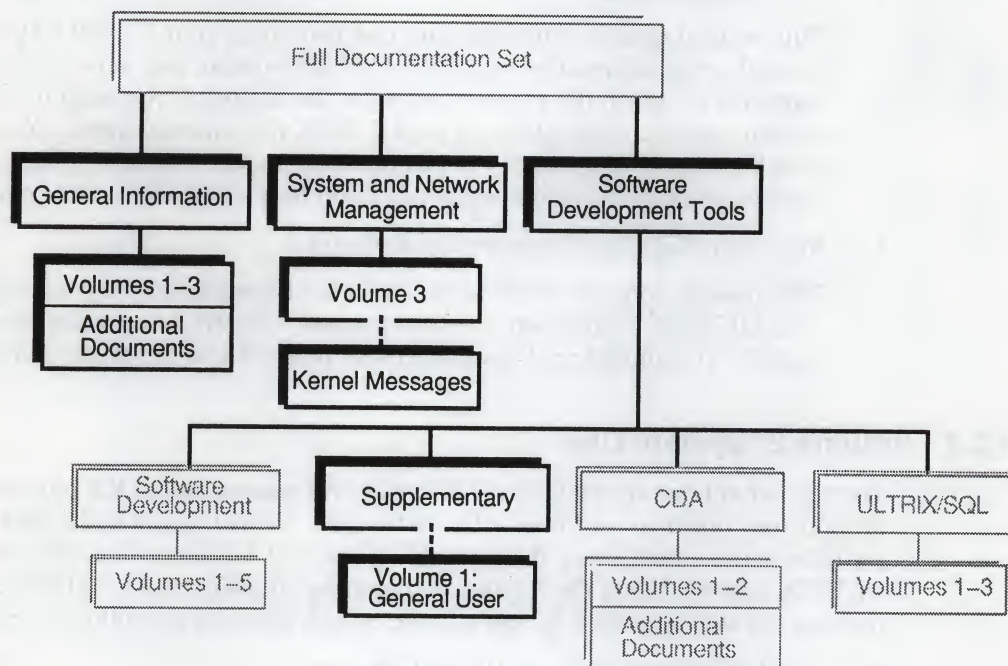 Full Documentation Set
General Information
System and Network
Management
Software
Development Tools
Volumes 1–3
Additional
Documents
Volume 3
Kernel Messages
Software
Development
Supplementary
CDA
ULTRIX/SQL
Volumes 1–5
Volume 1:
General User
Volumes 1–2
Additional
Documents
Volumes 1–3